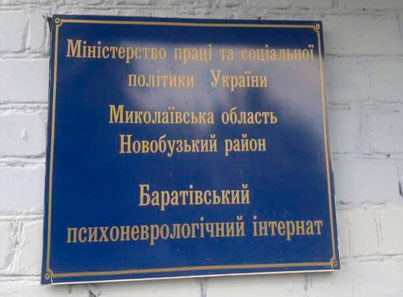 Міністерство праці та соціальної
політики України
Миколаївська область
Новобузький район
Баратівський
психоневрологічний інтернат